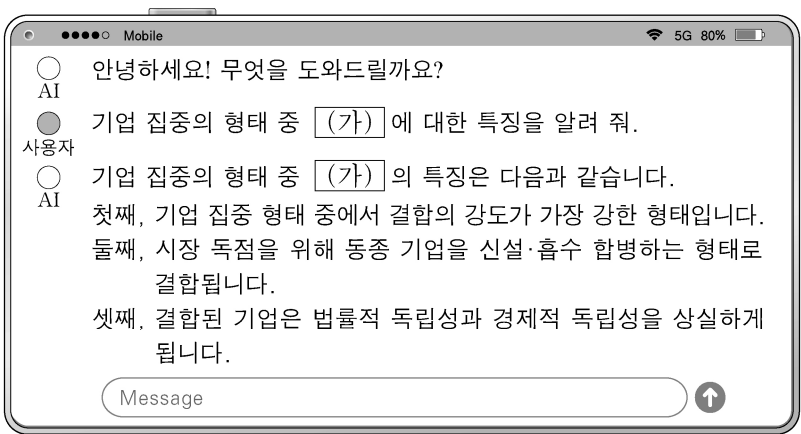 ●●●●○ Mobile 5G 80%
AI 안녕하세요! 무엇을 도와드릴까요?
사용자 기업 집중의 형태 중 (가) 에 대한 특징을 알려 줘.
AI 기업 집중의 형태 중 (가) 의 특징은 다음과 같습니다.
첫째, 기업 집중 형태 중에서 결합의 강도가 가장 강한 형태입니다.
둘째, 시장 독점을 위해 동종 기업을 신설·흡수 합병하는 형태로
결합됩니다.
셋째, 결합된 기업은 법률적 독립성과 경제적 독립성을 상실하게
됩니다.
Message